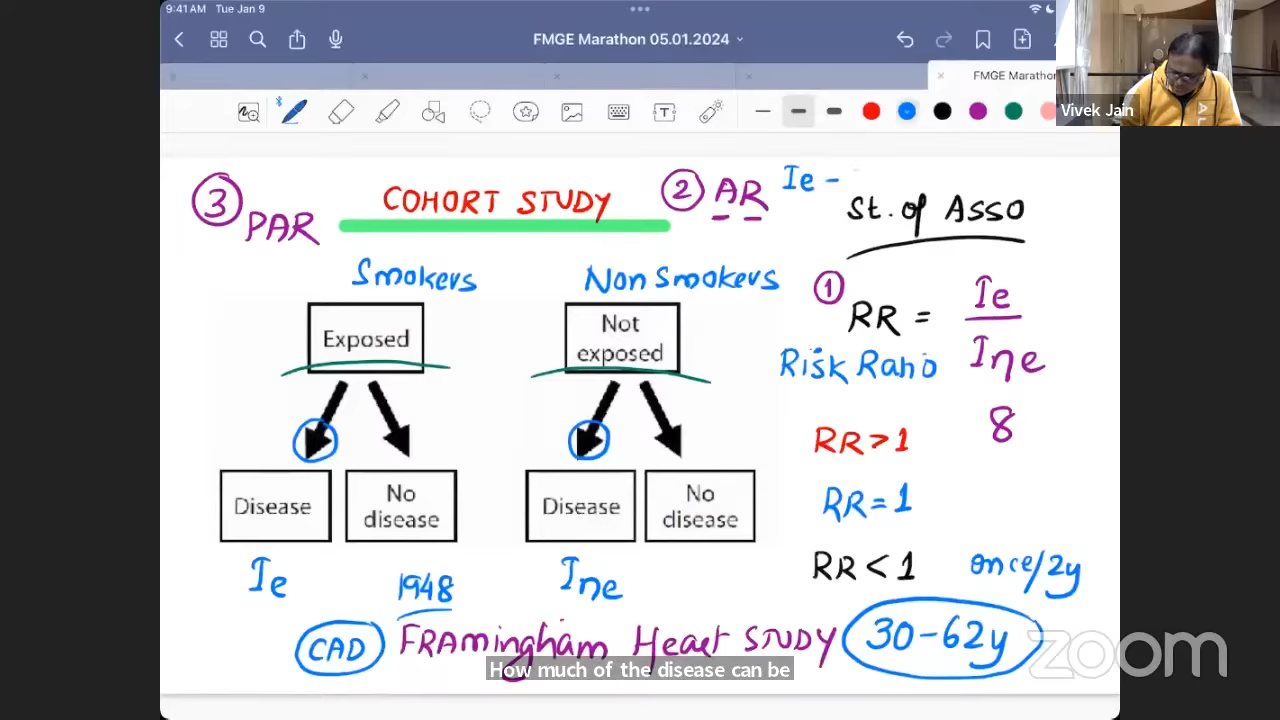 9:41 AM Tue Jan 9
FMGE Marathon 05.01.2024
FMGE Marathon
Vivek Jain
③ PAR
COHORT STUDY
② AR
Ie -
St. of Asso
Smokers
Non Smokers
① RR = Ie
Ine
Exposed
Not
exposed
Risk Ratio
8
RR > 1
RR = 1
RR < 1
Disease
No
disease
Disease
No
disease
Ie
1948
Ine
once/2y
CAD
FRAmingham Heart STUDY
30-62y
zoom
How much of the disease can be